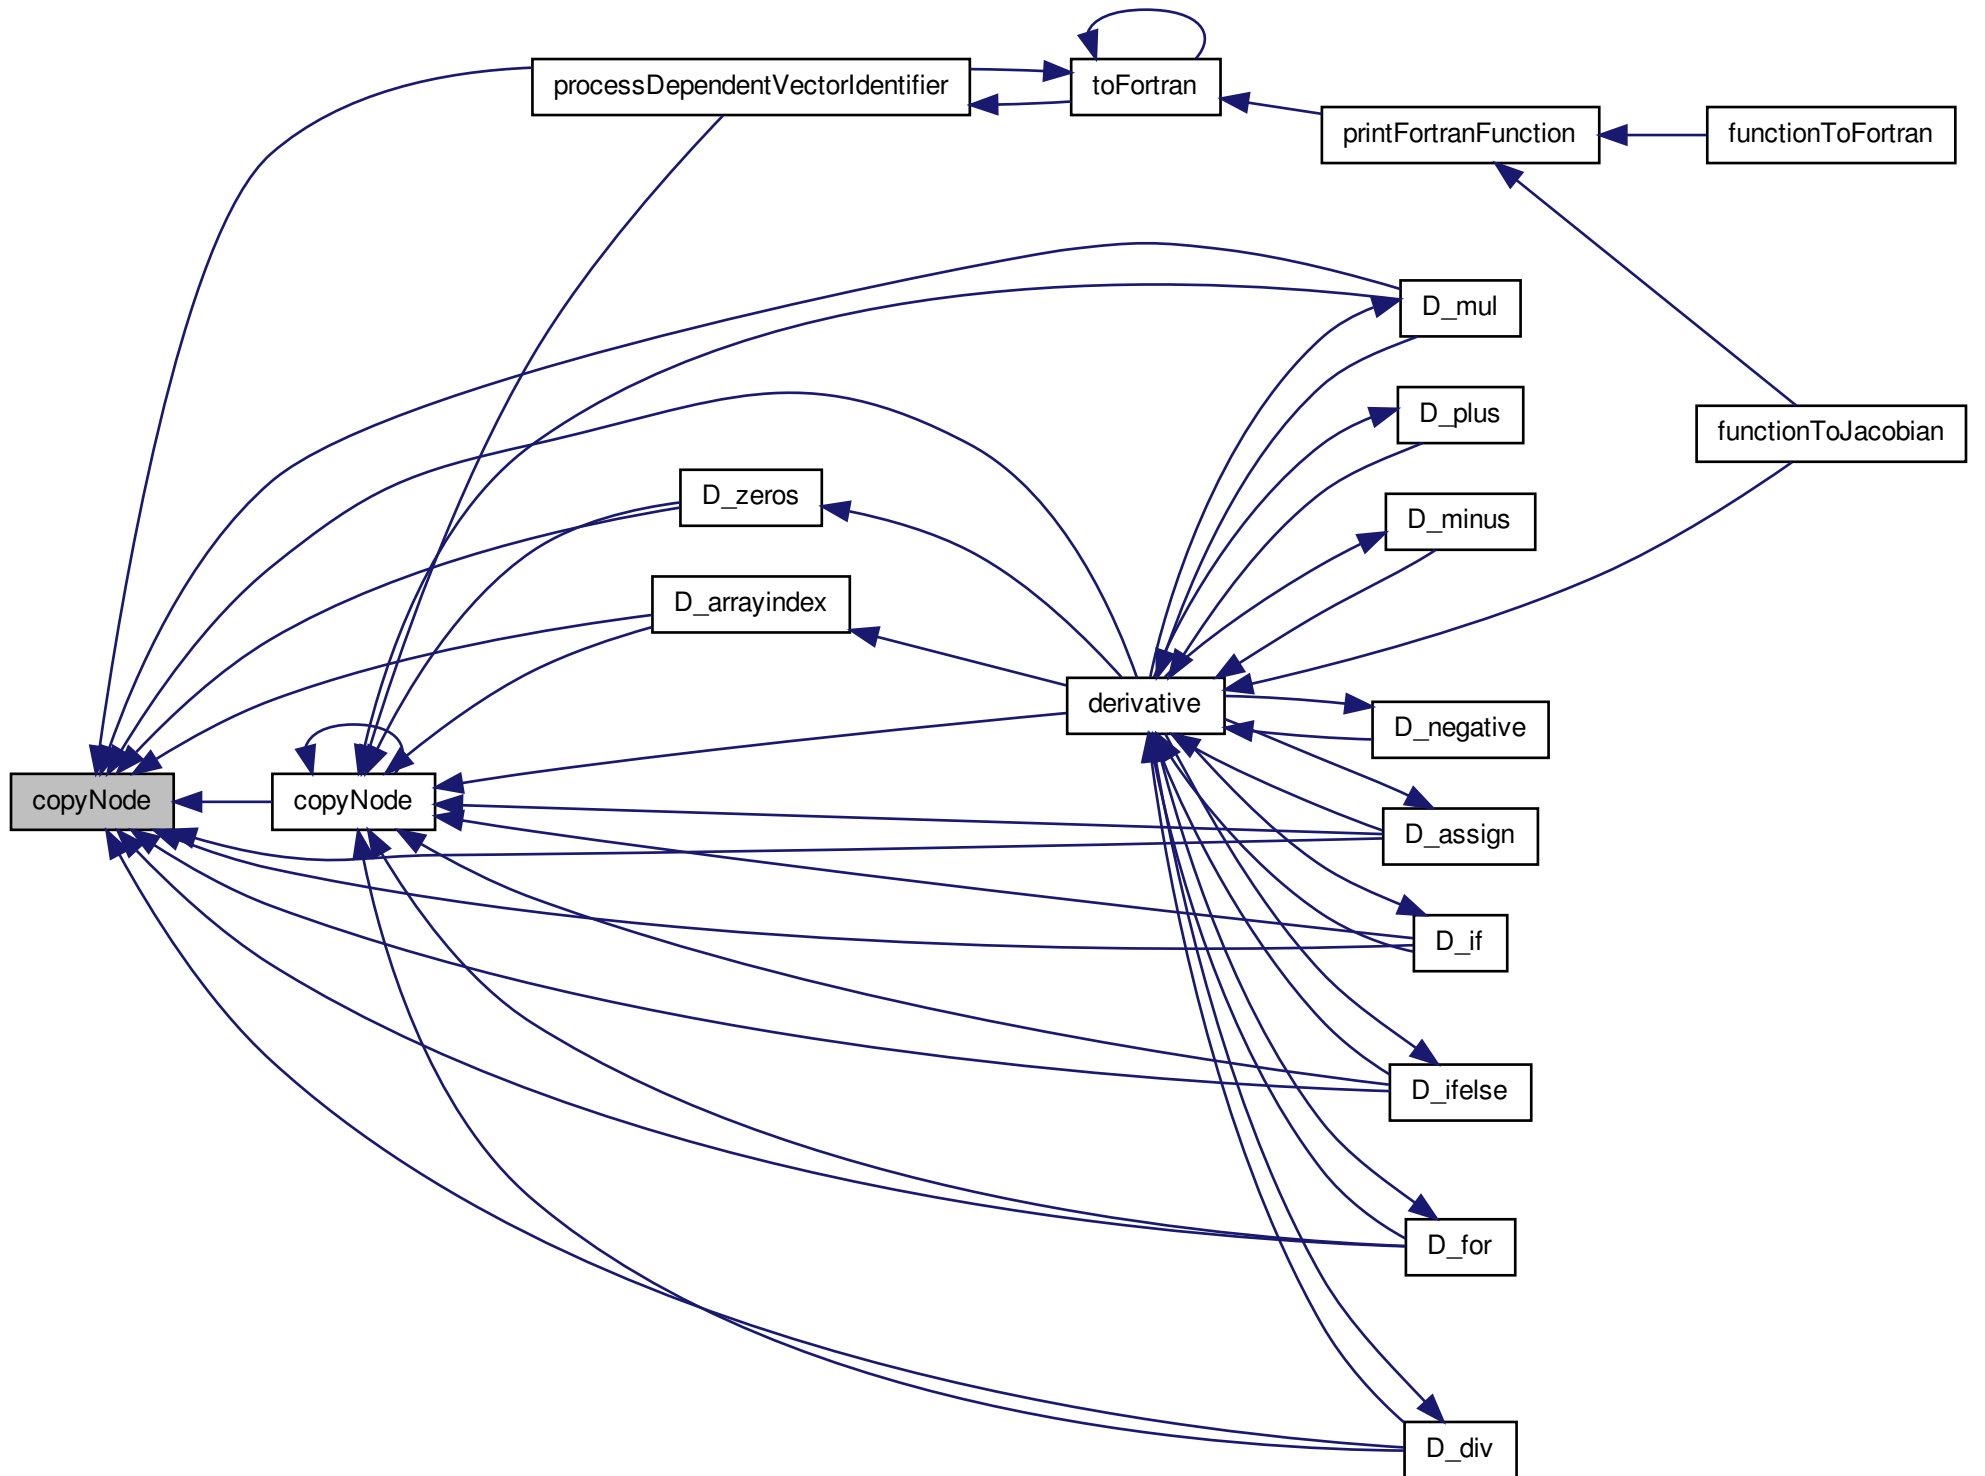 processDependentVectorIdentifier
toFortran
printFortranFunction
functionToFortran
D_mul
D_plus
functionToJacobian
D_zeros
D_minus
D_arrayindex
derivative
D_negative
copyNode
copyNode
D_assign
D_if
D_ifelse
D_for
D_div